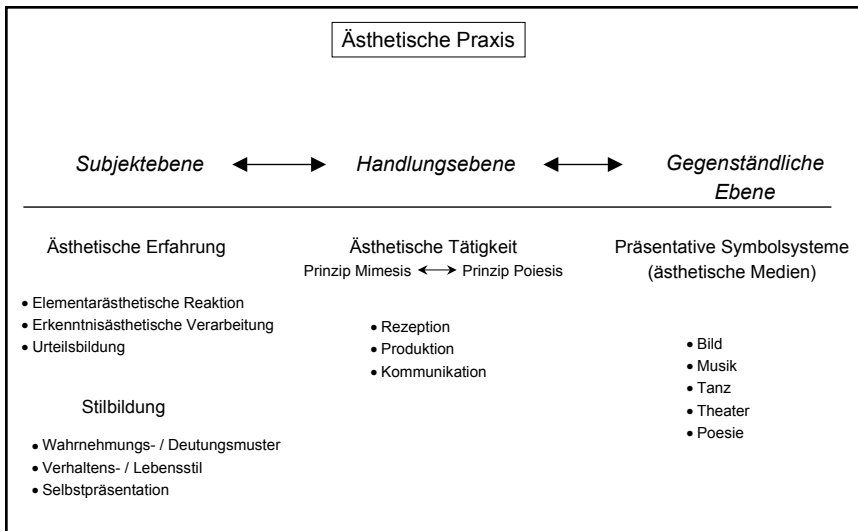 Ästhetische Praxis
Subjektebene
Handlungsebene
Gegenständliche
Ebene
Ästhetische Erfahrung
• Elementarästhetische Reaktion
• Erkenntnisästhetische Verarbeitung
• Urteilsbildung
Stilbildung
• Wahrnehmungs- / Deutungsmuster
• Verhaltens- / Lebensstil
• Selbstpräsentation
Ästhetische Tätigkeit
Prinzip Mimesis ⟷ Prinzip Poiesis
• Rezeption
• Produktion
• Kommunikation
Präsentative Symbolsysteme
(ästhetische Medien)
• Bild
• Musik
• Tanz
• Theater
• Poesie